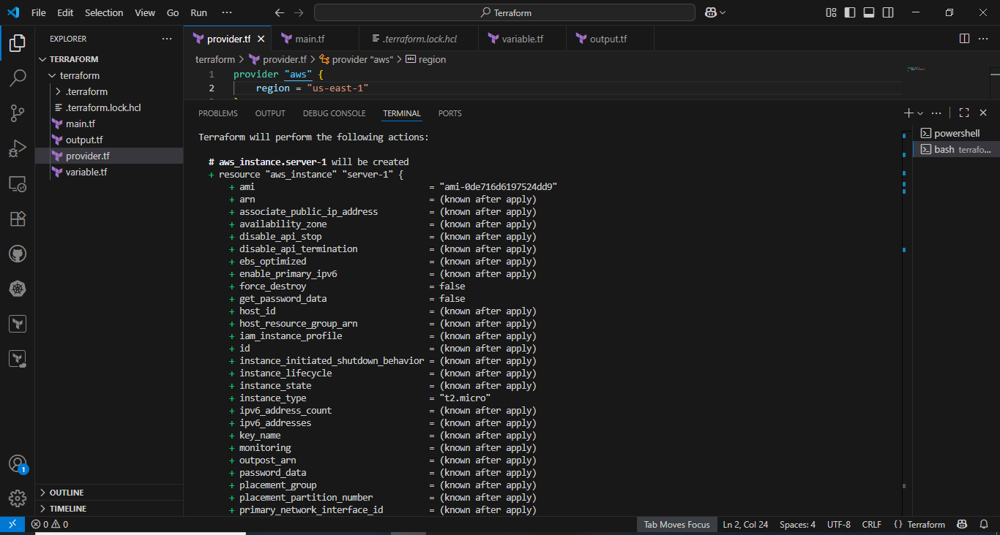 File Edit Selection View Go Run ··· Terraform
EXPLORER ···
TERRAFORM
terraform
.terraform
.terraform.lock.hcl
main.tf
output.tf
provider.tf
variable.tf
OUTLINE
TIMELINE
provider.tf main.tf .terraform.lock.hcl variable.tf output.tf
terraform > provider.tf > provider "aws" > region
1 provider "aws" {
2 region = "us-east-1"
PROBLEMS OUTPUT DEBUG CONSOLE TERMINAL PORTS
powershell
bash terrafo...
Terraform will perform the following actions:
# aws_instance.server-1 will be created
+ resource "aws_instance" "server-1" {
+ ami = "ami-0de716d6197524dd9"
+ arn = (known after apply)
+ associate_public_ip_address = (known after apply)
+ availability_zone = (known after apply)
+ disable_api_stop = (known after apply)
+ disable_api_termination = (known after apply)
+ ebs_optimized = (known after apply)
+ enable_primary_ipv6 = (known after apply)
+ force_destroy = false
+ get_password_data = false
+ host_id = (known after apply)
+ host_resource_group_arn = (known after apply)
+ iam_instance_profile = (known after apply)
+ id = (known after apply)
+ instance_initiated_shutdown_behavior = (known after apply)
+ instance_lifecycle = (known after apply)
+ instance_state = (known after apply)
+ instance_type = "t2.micro"
+ ipv6_address_count = (known after apply)
+ ipv6_addresses = (known after apply)
+ key_name = (known after apply)
+ monitoring = (known after apply)
+ outpost_arn = (known after apply)
+ password_data = (known after apply)
+ placement_group = (known after apply)
+ placement_partition_number = (known after apply)
+ primary_network_interface_id = (known after apply)
1
0 0 Tab Moves Focus Ln 2, Col 24 Spaces: 4 UTF-8 CRLF {} Terraform